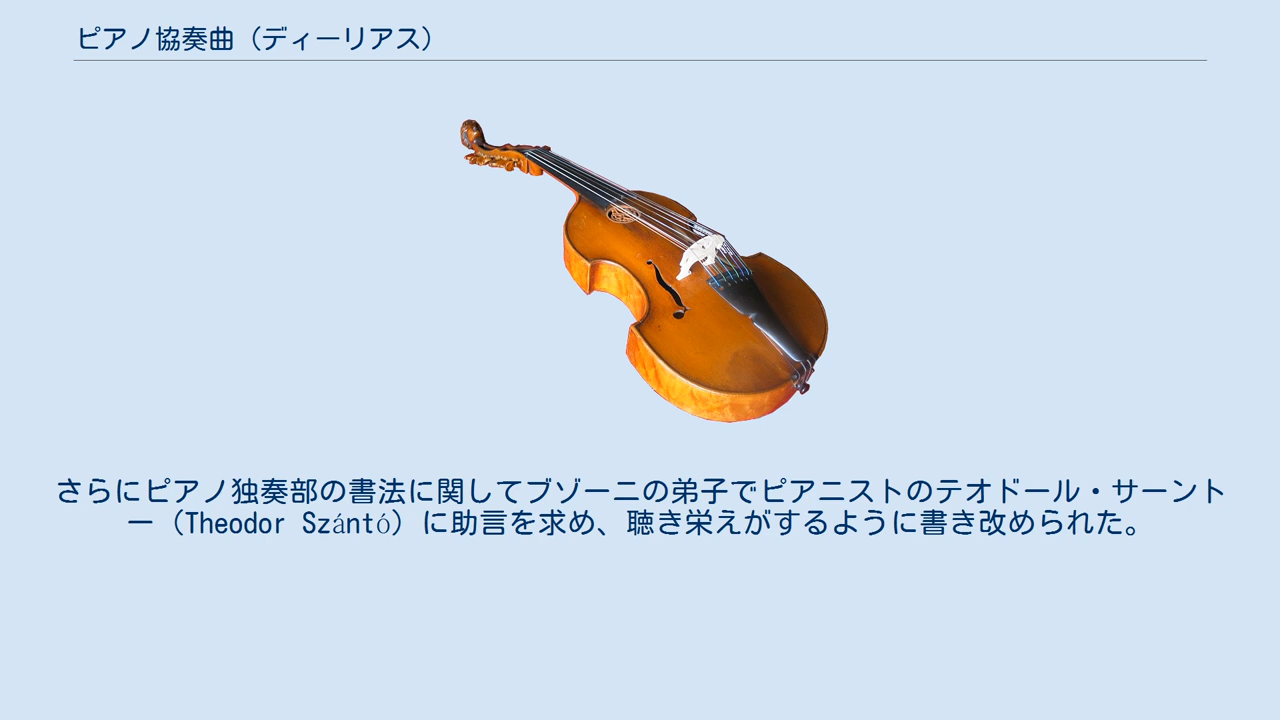 ピアノ協奏曲（ディーリアス）
さらにピアノ独奏部の書法に関してブゾーニの弟子でピアニストのテオドール・サーント
ー（Theodor Szántó）に助言を求め、聴き栄えがするように書き改められた。